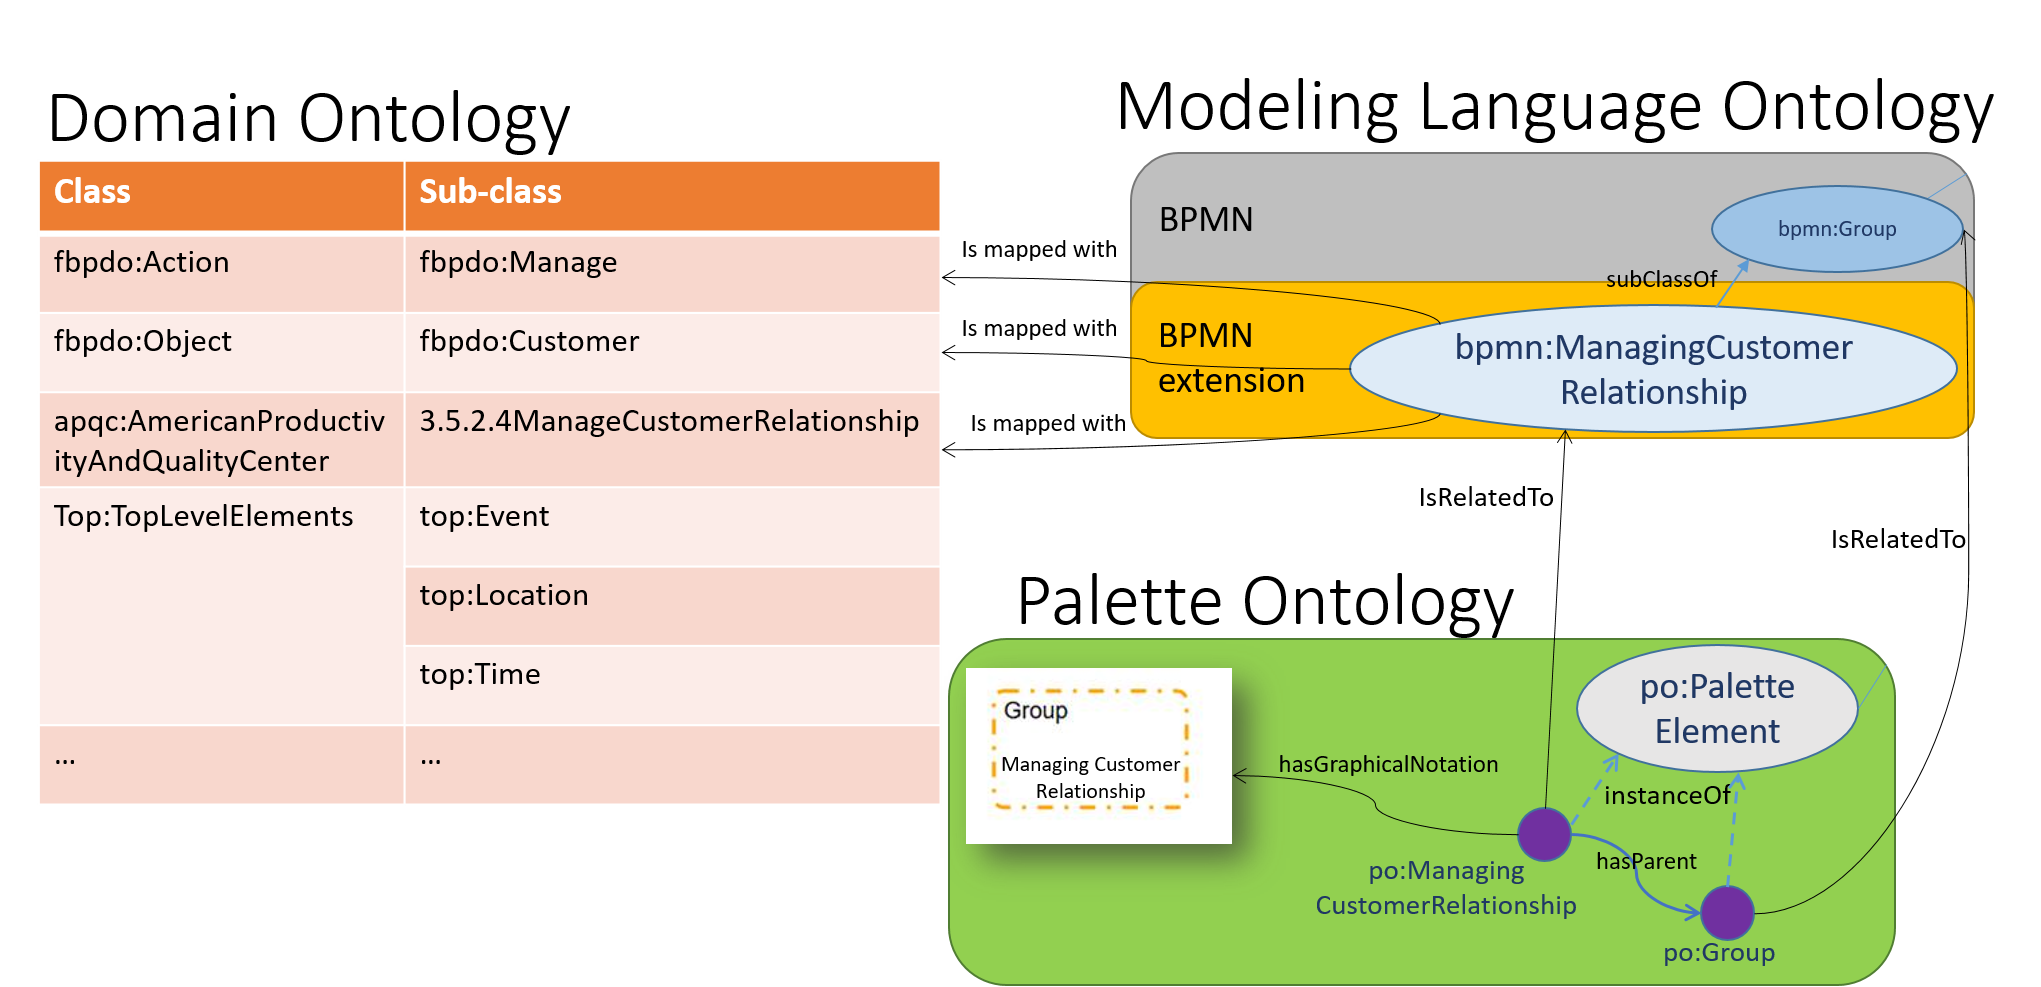 Domain Ontology
Class
Sub-class
fbpdo:Action
fbpdo:Manage
fbpdo:Object
fbpdo:Customer
apqc:AmericanProductiv
ityAndQualityCenter
3.5.2.4ManageCustomerRelationship
Top:TopLevelElements
top:Event
top:Location
top:Time
...
...
Is mapped with
Is mapped with
Is mapped with
Modeling Language Ontology
BPMN
bpmn:Group
subClassOf
BPMN
extension
bpmn:ManagingCustomer
Relationship
IsRelatedTo
IsRelatedTo
Palette Ontology
Group
Managing Customer
Relationship
hasGraphicalNotation
po:Palette
Element
instanceOf
hasParent
po:Managing
CustomerRelationship
po:Group